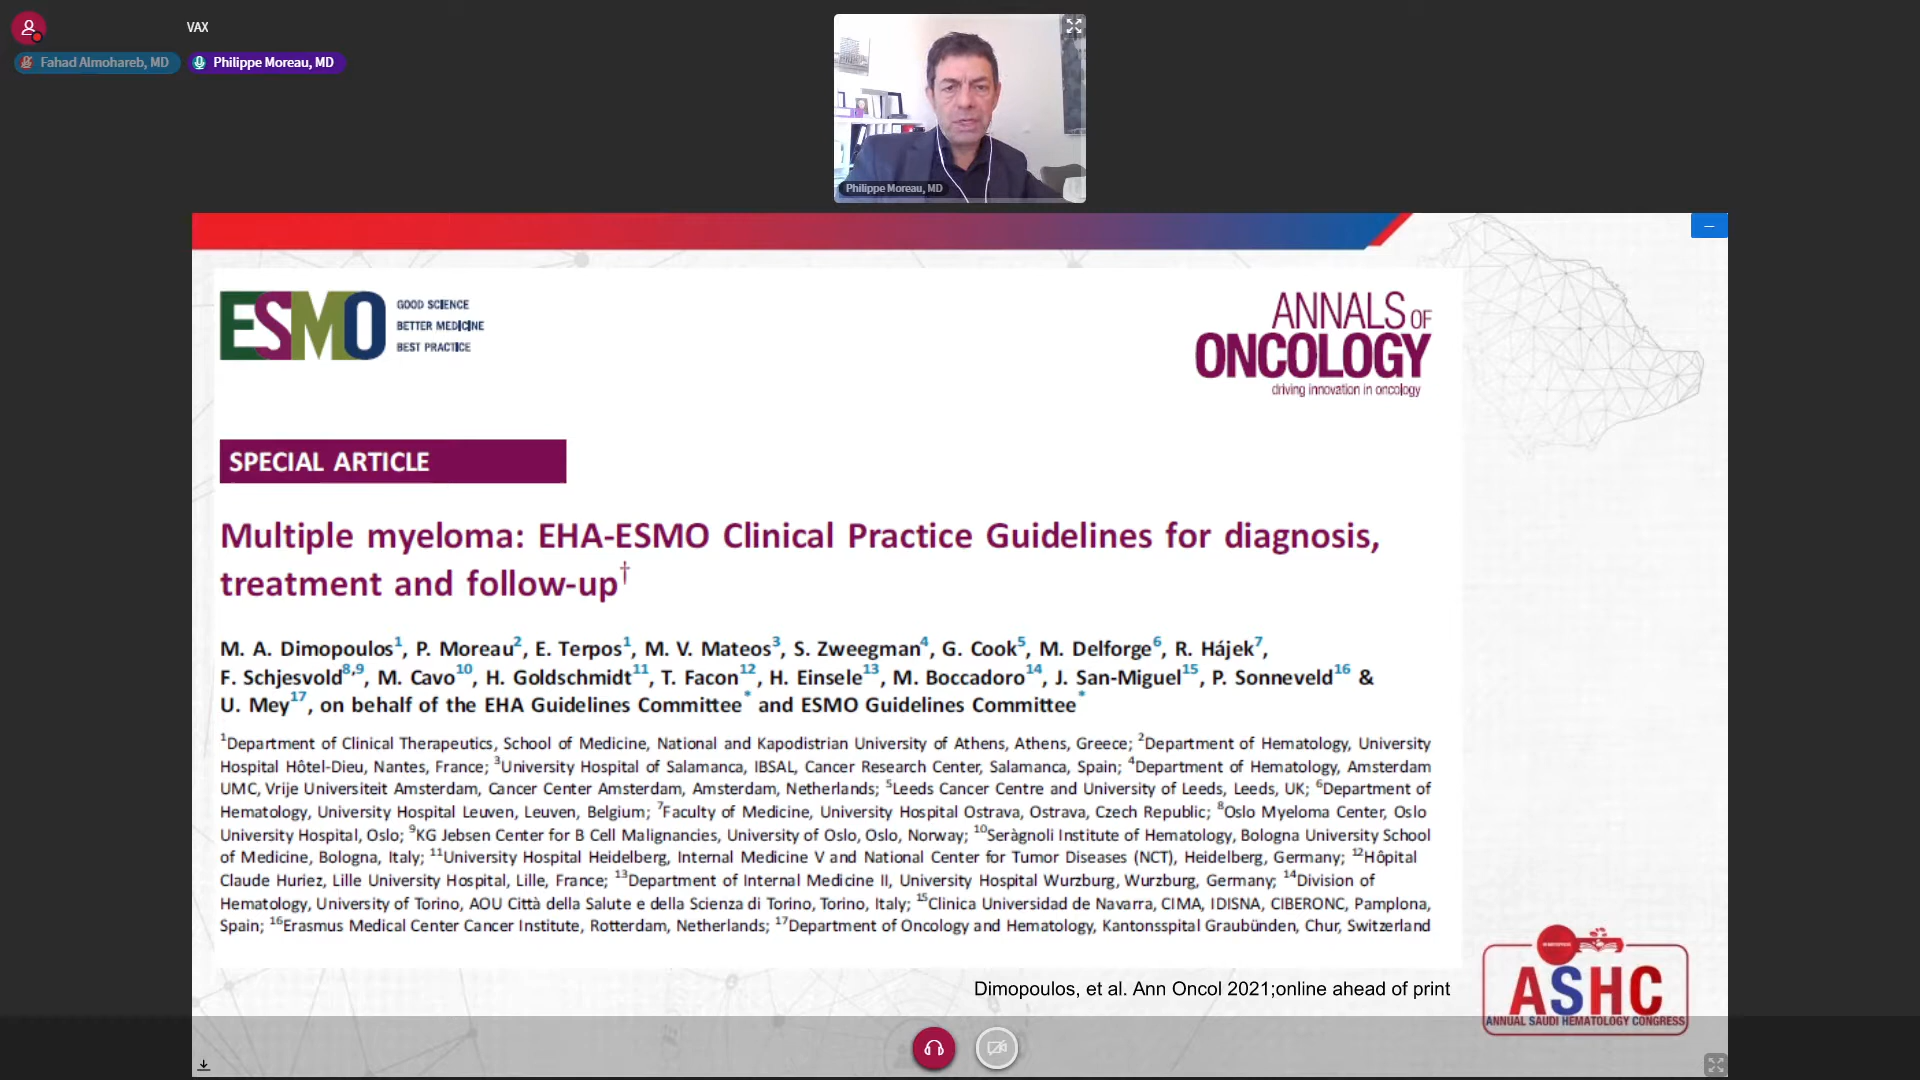 VAX
Fahad Almohareb, MD
Philippe Moreau, MD
Philippe Moreau, MD
ESMO
GOOD SCIENCE
BETTER MEDICINE
BEST PRACTICE
ANNALS OF
ONCOLOGY
driving innovation in oncology
SPECIAL ARTICLE
Multiple myeloma: EHA-ESMO Clinical Practice Guidelines for diagnosis,
treatment and follow-up†
M. A. Dimopoulos1, P. Moreau2, E. Terpos1, M. V. Mateos3, S. Zweegman4, G. Cook5, M. Delforge6, R. Hájek7,
F. Schjesvold8,9, M. Cavo10, H. Goldschmidt11, T. Facon12, H. Einsele13, M. Boccadoro14, J. San-Miguel15, P. Sonneveld16 &
U. Mey17, on behalf of the EHA Guidelines Committee* and ESMO Guidelines Committee*
1Department of Clinical Therapeutics, School of Medicine, National and Kapodistrian University of Athens, Athens, Greece; 2Department of Hematology, University
Hospital Hôtel-Dieu, Nantes, France; 3University Hospital of Salamanca, IBSAL, Cancer Research Center, Salamanca, Spain; 4Department of Hematology, Amsterdam
UMC, Vrije Universiteit Amsterdam, Cancer Center Amsterdam, Amsterdam, Netherlands; 5Leeds Cancer Centre and University of Leeds, Leeds, UK; 6Department of
Hematology, University Hospital Leuven, Leuven, Belgium; 7Faculty of Medicine, University Hospital Ostrava, Ostrava, Czech Republic; 8Oslo Myeloma Center, Oslo
University Hospital, Oslo; 9KG Jebsen Center for B Cell Malignancies, University of Oslo, Oslo, Norway; 10Seràgnoli Institute of Hematology, Bologna University School
of Medicine, Bologna, Italy; 11University Hospital Heidelberg, Internal Medicine V and National Center for Tumor Diseases (NCT), Heidelberg, Germany; 12Hôpital
Claude Huriez, Lille University Hospital, Lille, France; 13Department of Internal Medicine II, University Hospital Wurzburg, Wurzburg, Germany; 14Division of
Hematology, University of Torino, AOU Città della Salute e della Scienza di Torino, Torino, Italy; 15Clinica Universidad de Navarra, CIMA, IDISNA, CIBERONC, Pamplona,
Spain; 16Erasmus Medical Center Cancer Institute, Rotterdam, Netherlands; 17Department of Oncology and Hematology, Kantonsspital Graubünden, Chur, Switzerland
Dimopoulos, et al. Ann Oncol 2021;online ahead of print
ASHC
ANNUAL SAUDI HEMATOLOGY CONGRESS